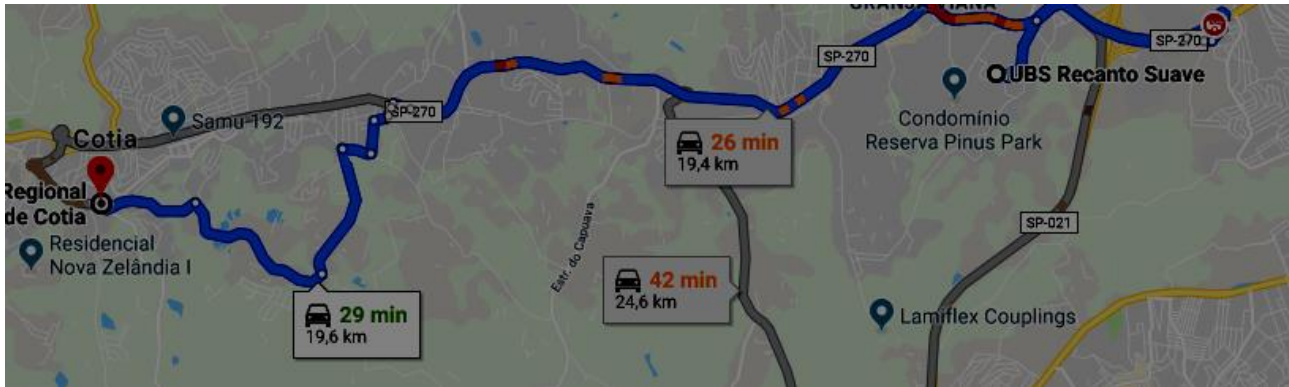 GRANJA VIANA
SP-270
SP-270
UBS Recanto Suave
SP-270
Samu 192
Cotia
Condomínio
Reserva Pinus Park
26 min
19,4 km
Regional
de Cotia
Residencial
Nova Zelândia I
Estr. do Capuava
SP-021
42 min
24,6 km
29 min
19,6 km
Lamiflex Couplings